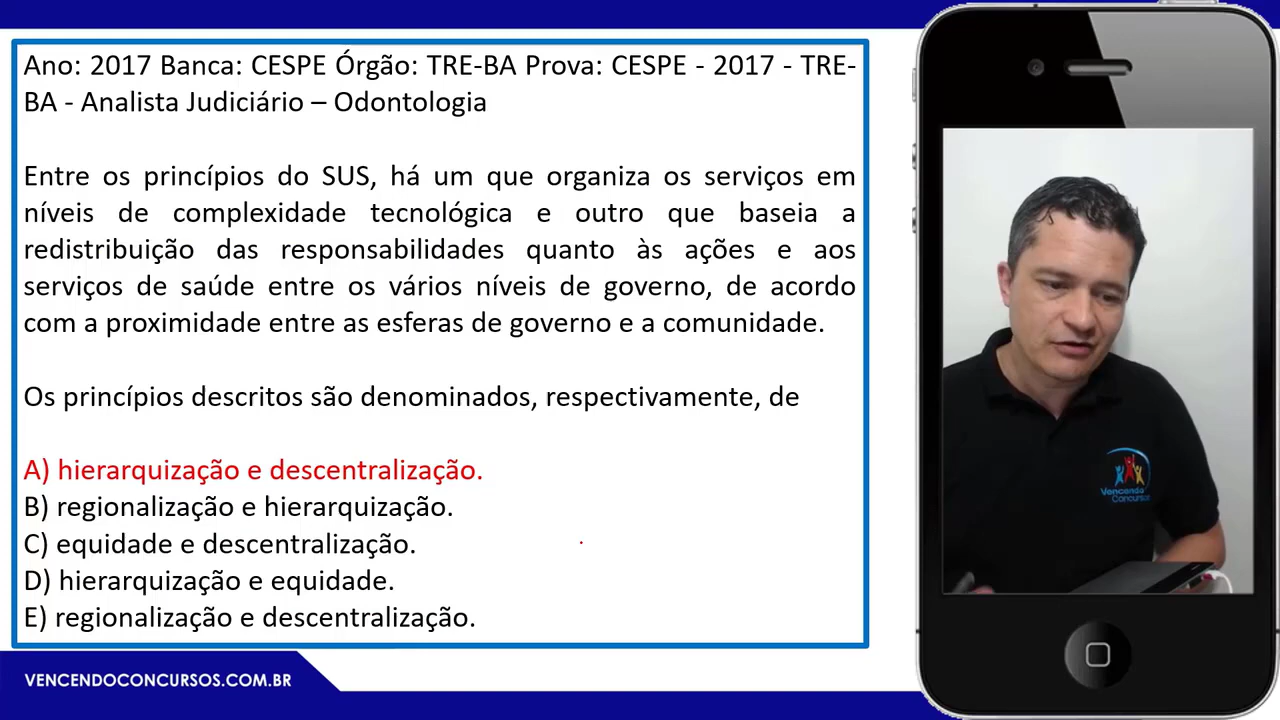 Ano: 2017 Banca: CESPE Órgão: TRE-BA Prova: CESPE - 2017 - TRE-
BA - Analista Judiciário – Odontologia
Entre os princípios do SUS, há um que organiza os serviços em
níveis de complexidade tecnológica e outro que baseia a
redistribuição das responsabilidades quanto às ações e aos
serviços de saúde entre os vários níveis de governo, de acordo
com a proximidade entre as esferas de governo e a comunidade.
Os princípios descritos são denominados, respectivamente, de
A) hierarquização e descentralização.
B) regionalização e hierarquização.
C) equidade e descentralização.
D) hierarquização e equidade.
E) regionalização e descentralização.
VENCENDOCONCURSOS.COM.BR
Vencendo
Concursos